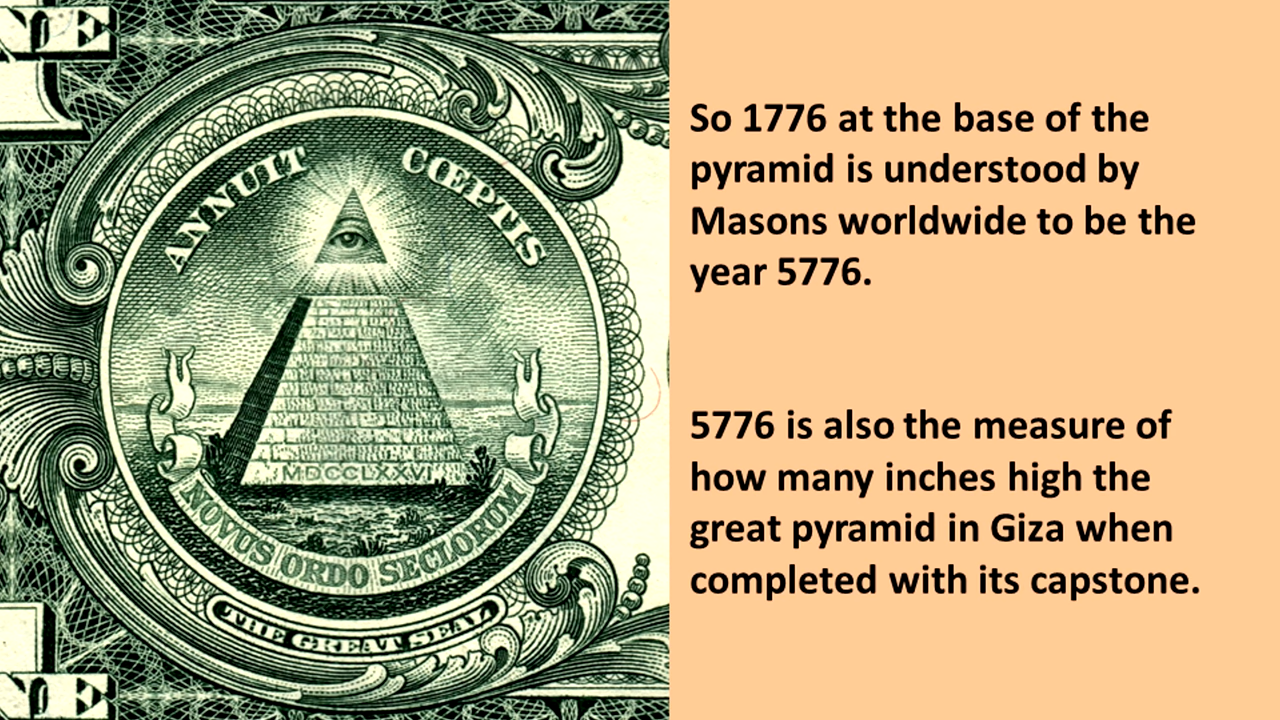 NE
ANNUIT CŒPTIS
MDCCLXXVI
NOVUS ORDO SECLORUM
THE GREAT SEAL
NE
So 1776 at the base of the
pyramid is understood by
Masons worldwide to be the
year 5776.
5776 is also the measure of
how many inches high the
great pyramid in Giza when
completed with its capstone.